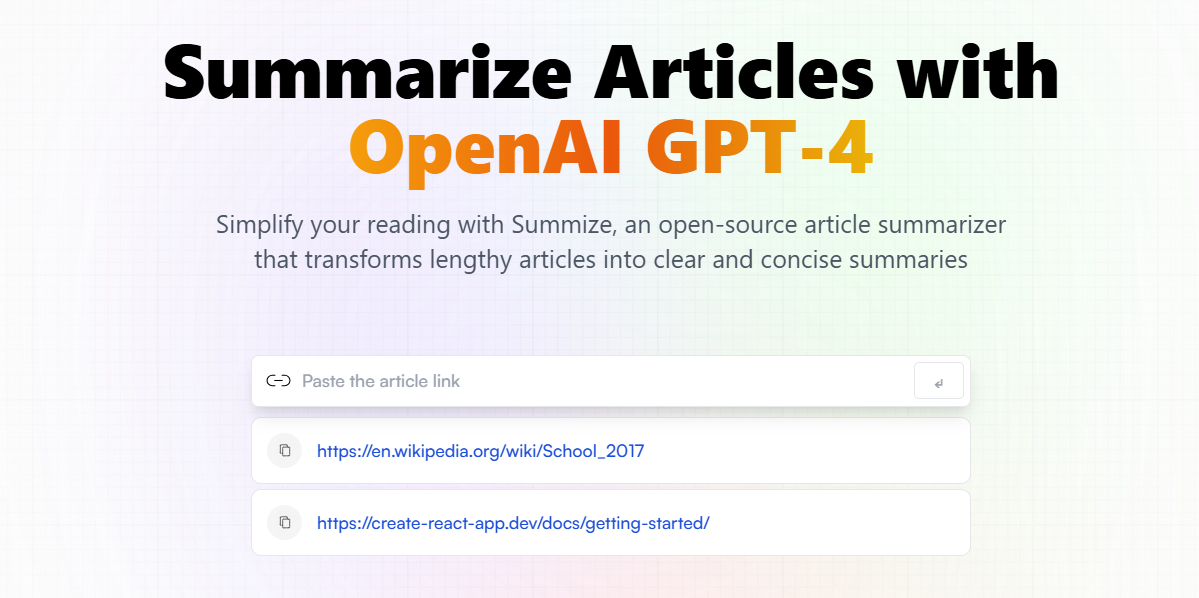 Summarize Articles with
OpenAI GPT-4
Simplify your reading with Summize, an open-source article summarizer
that transforms lengthy articles into clear and concise summaries
Paste the article link
https://en.wikipedia.org/wiki/School_2017
https://create-react-app.dev/docs/getting-started/